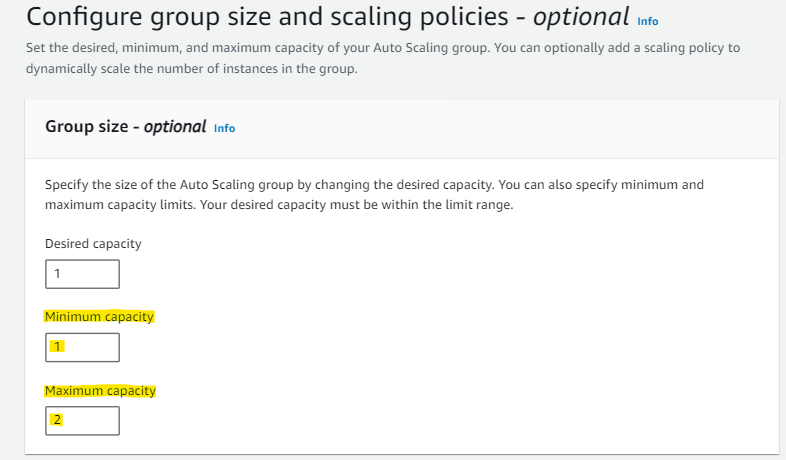 Configure group size and scaling policies - optional Info
Set the desired, minimum, and maximum capacity of your Auto Scaling group. You can optionally add a scaling policy to
dynamically scale the number of instances in the group.
Group size - optional Info
Specify the size of the Auto Scaling group by changing the desired capacity. You can also specify minimum and
maximum capacity limits. Your desired capacity must be within the limit range.
Desired capacity
1
Minimum capacity
1
Maximum capacity
2